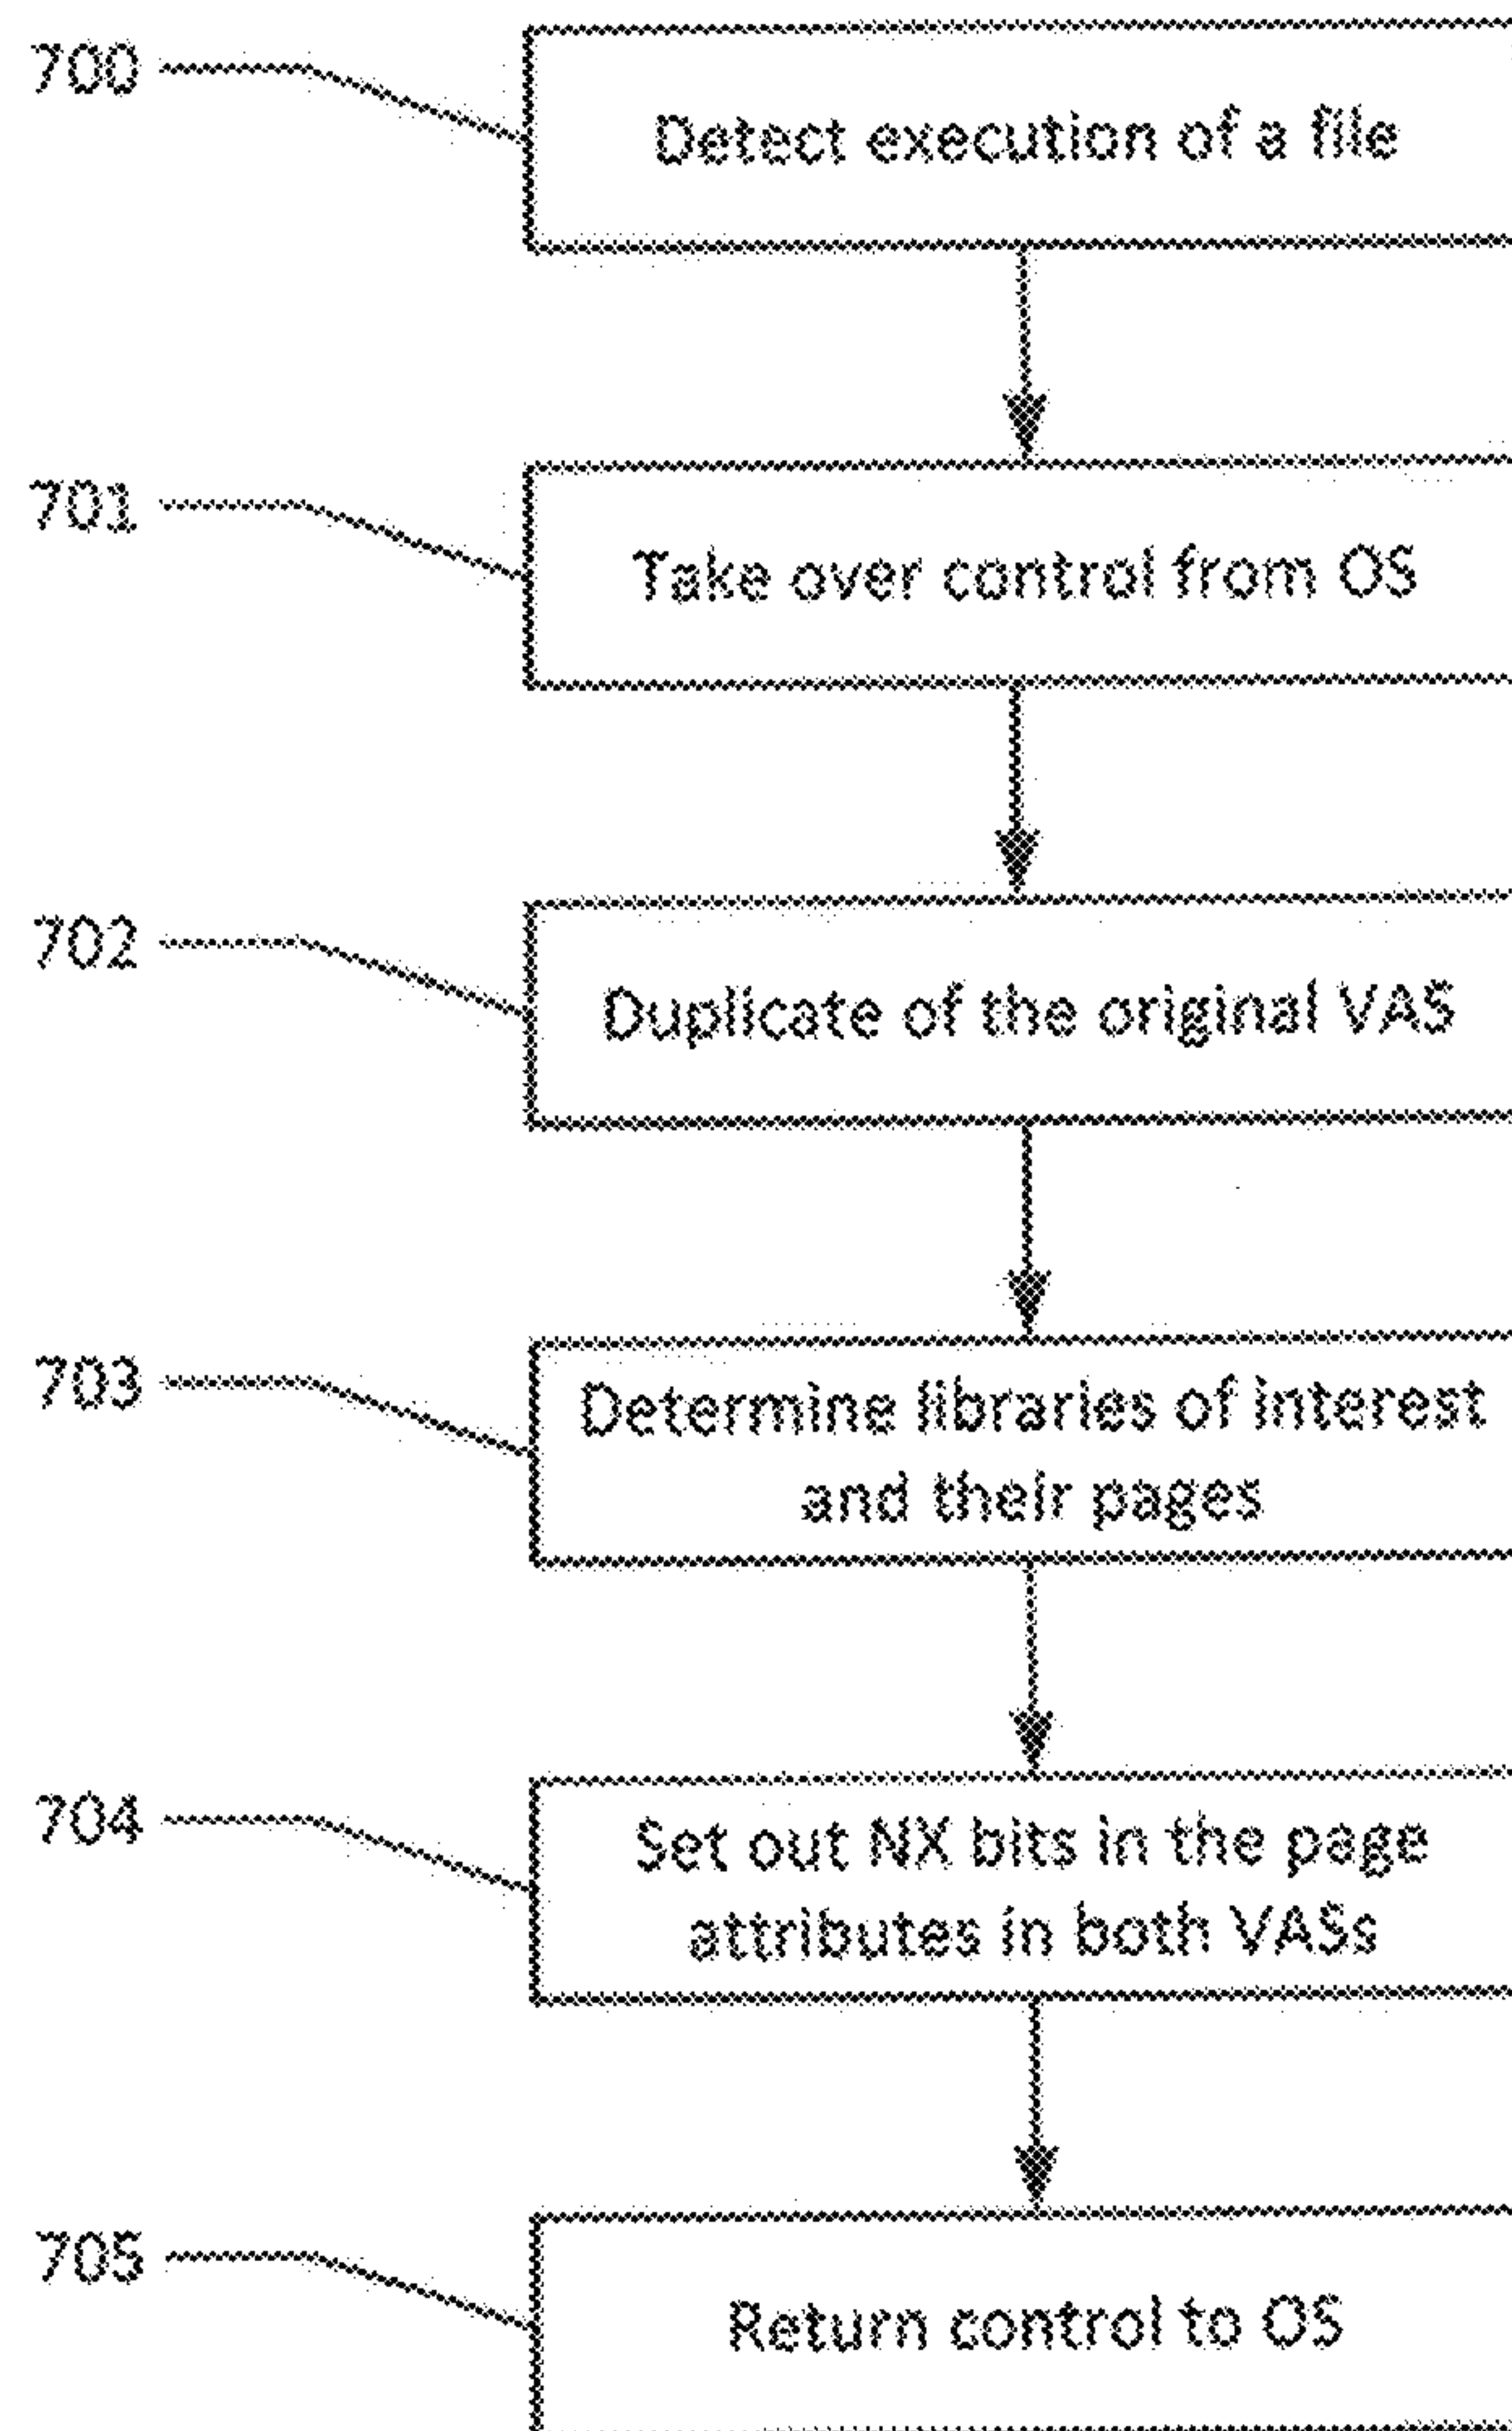 700
Detect execution of a file
701
Take over control from OS
702
Duplicate of the original VAS
703
Determine libraries of interest
and their pages
704
Set out NX bits in the page
attributes in both VASs
705
Return control to OS